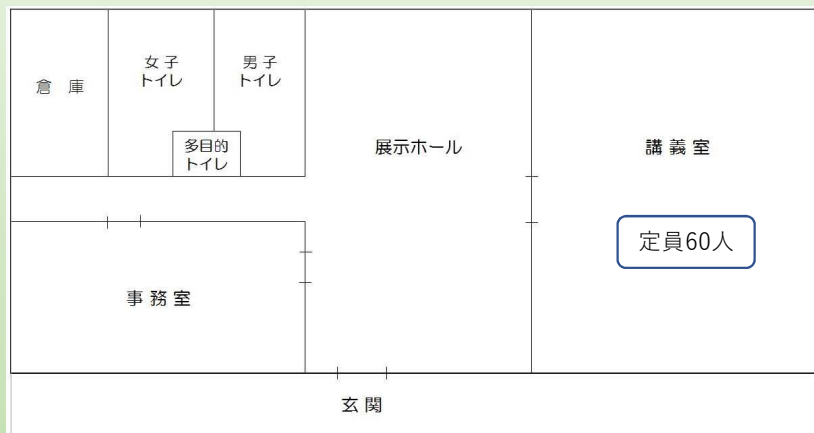 倉 庫
女 子
トイレ
男 子
トイレ
多目的
トイレ
展示ホール
講 義 室
定員60人
事 務 室
玄 関